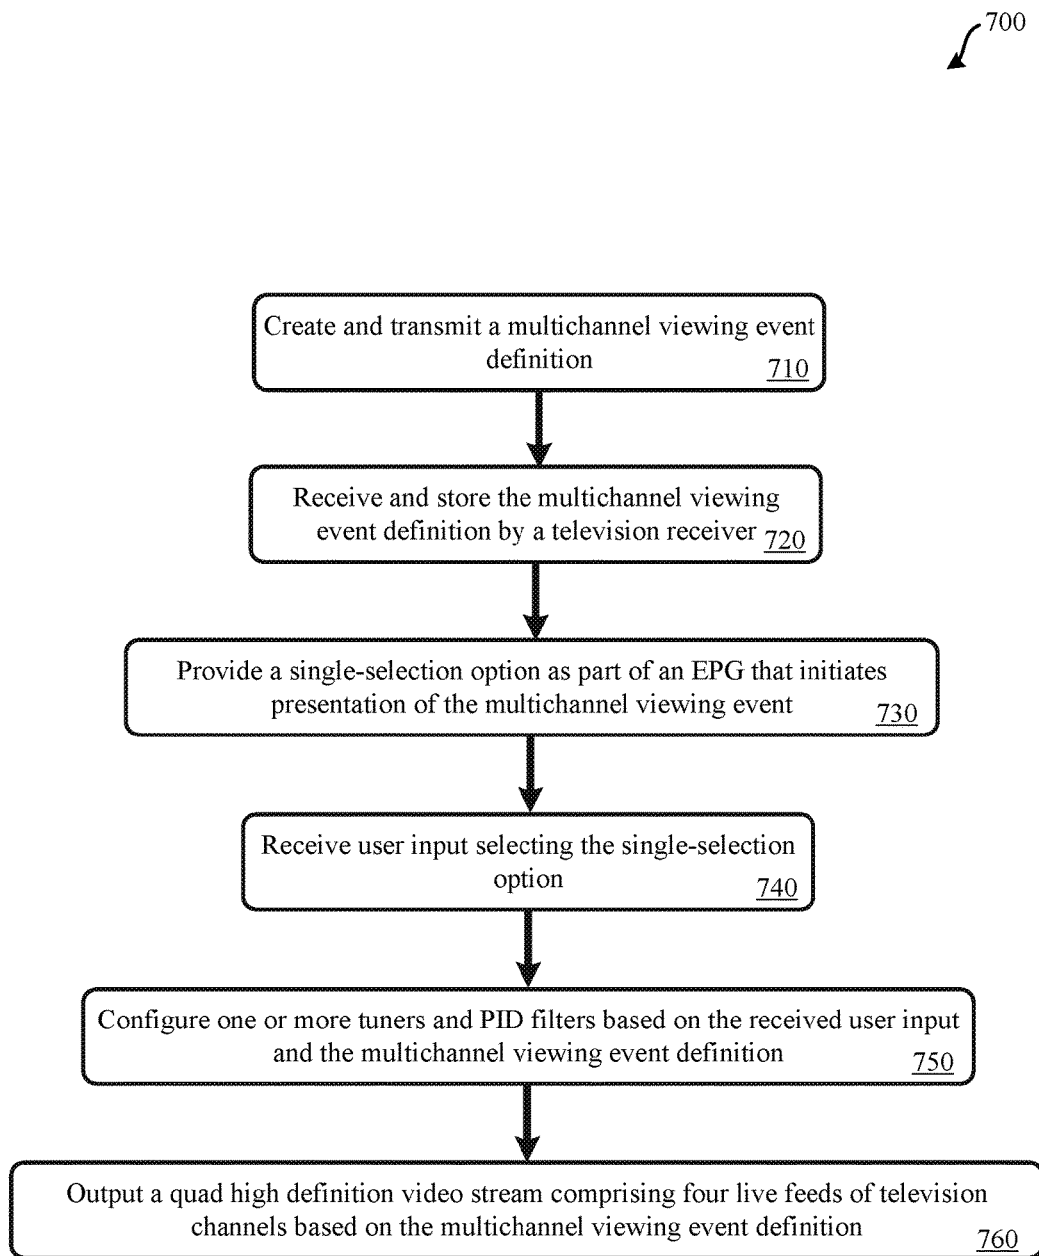 700
Create and transmit a multichannel viewing event
definition
710
Receive and store the multichannel viewing
event definition by a television receiver
720
Provide a single-selection option as part of an EPG that initiates
presentation of the multichannel viewing event
730
Receive user input selecting the single-selection
option
740
Configure one or more tuners and PID filters based on the received user input
and the multichannel viewing event definition
750
Output a quad high definition video stream comprising four live feeds of television
channels based on the multichannel viewing event definition
760